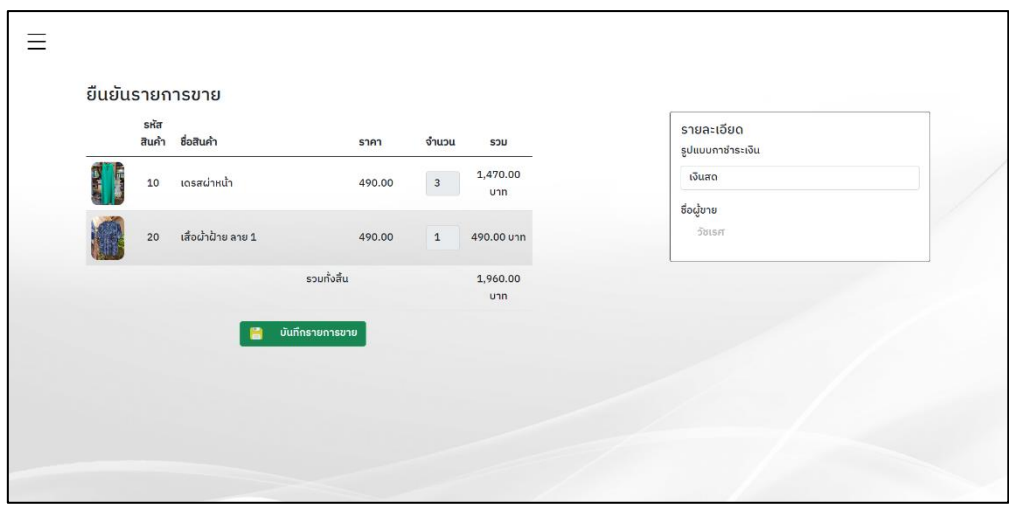 ยืนยันรายการขาย
รหัส
สินค้า ชื่อสินค้า ราคา จำนวน รวม
10 เดรสผ่าหน้า 490.00 3 1,470.00
บาท
20 เสื้อผ้าฝ้าย ลาย 1 490.00 1 490.00 บาท
รวมทั้งสิ้น 1,960.00
บาท
บันทึกรายการขาย
รายละเอียด
รูปแบบการชำระเงิน
เงินสด
ชื่อผู้ขาย
วัชเรศ